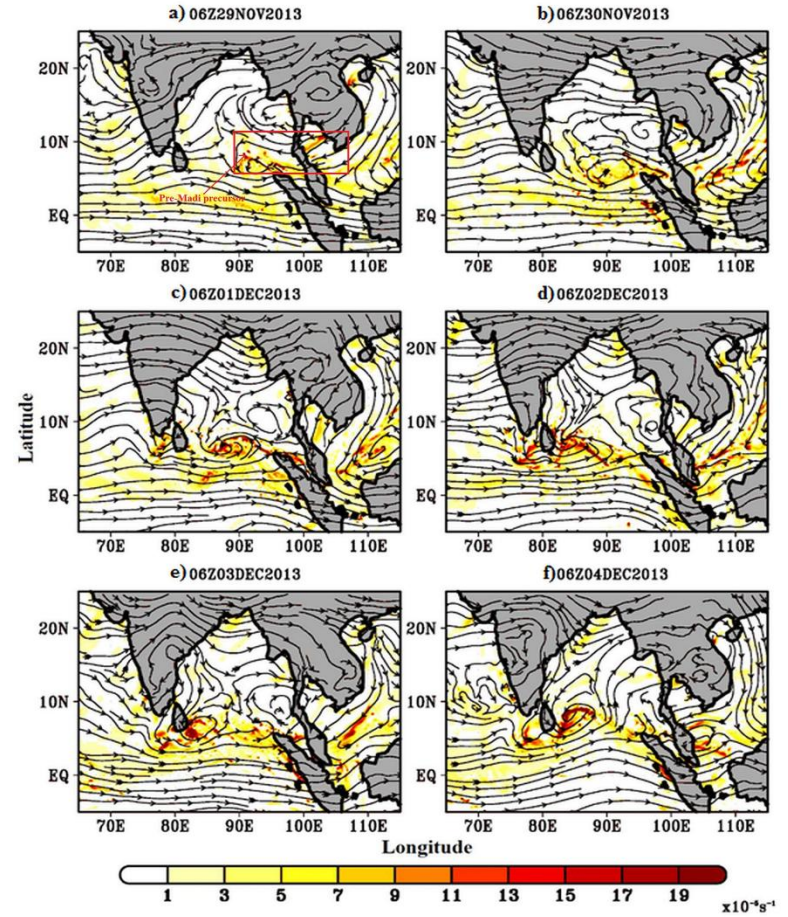 a) 06Z29NOV2013
b) 06Z30NOV2013
20N
10N
EQ
Pre-Madi precursor
70E 80E 90E 100E 110E
20N
10N
EQ
70E 80E 90E 100E 110E
c) 06Z01DEC2013
d) 06Z02DEC2013
20N
10N
EQ
70E 80E 90E 100E 110E
20N
10N
EQ
70E 80E 90E 100E 110E
Latitude
e) 06Z03DEC2013
f) 06Z04DEC2013
20N
10N
EQ
70E 80E 90E 100E 110E
20N
10N
EQ
70E 80E 90E 100E 110E
Longitude
1 3 5 7 9 11 13 15 17 19
x10⁻⁵s⁻¹